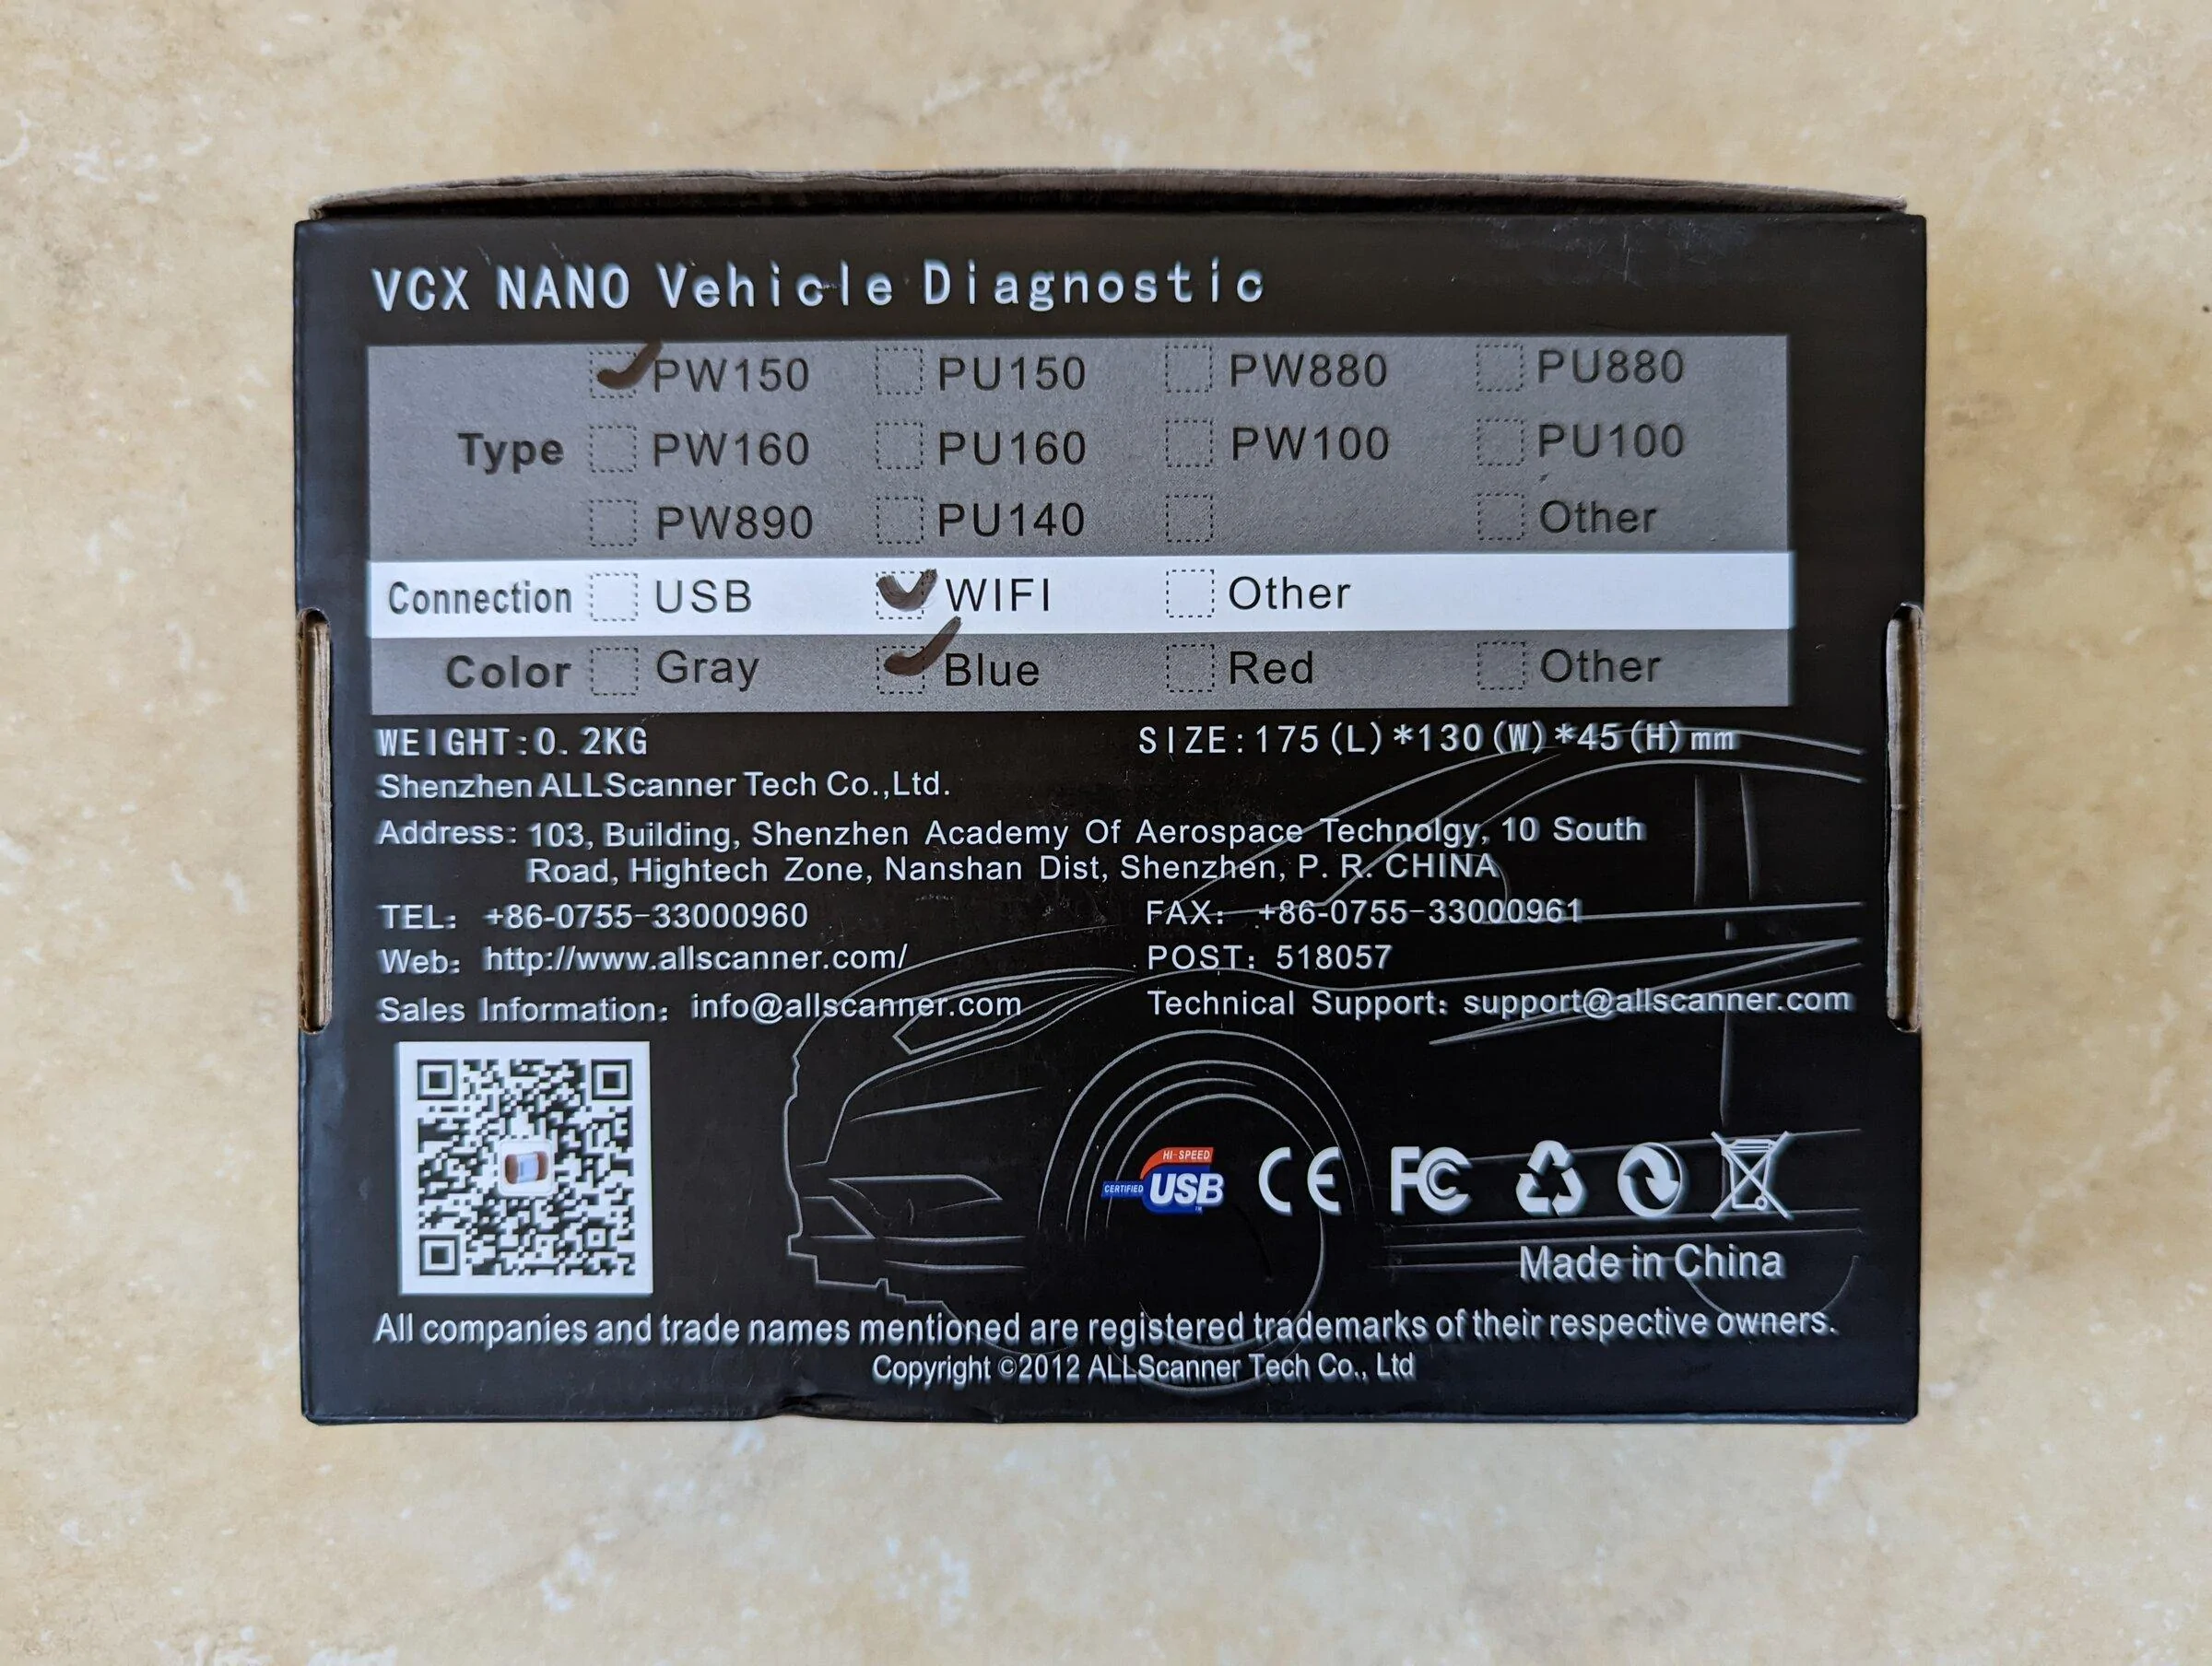 VCX NANO Vehicle Diagnostic
PW150 PU150 PW880 PU880
Type PW160 PU160 PW100 PU100
PW890 PU140 Other
Connection USB WIFI Other
Color Gray Blue Red Other
WEIGHT:0.2KG SIZE:175(L)*130(W)*45(H)mm
Shenzhen ALLScanner Tech Co.,Ltd.
Address: 103, Building, Shenzhen Academy Of Aerospace Technolgy, 10 South
Road, Hightech Zone, Nanshan Dist, Shenzhen, P. R. CHINA
TEL: +86-0755-33000960 FAX: +86-0755-33000961
Web: http://www.allscanner.com/ POST: 518057
Sales Information: info@allscanner.com Technical Support: support@allscanner.com
HI-SPEED
CERTIFIED USB CE FC
Made in China
All companies and trade names mentioned are registered trademarks of their respective owners.
Copyright ©2012 ALLScanner Tech Co., Ltd